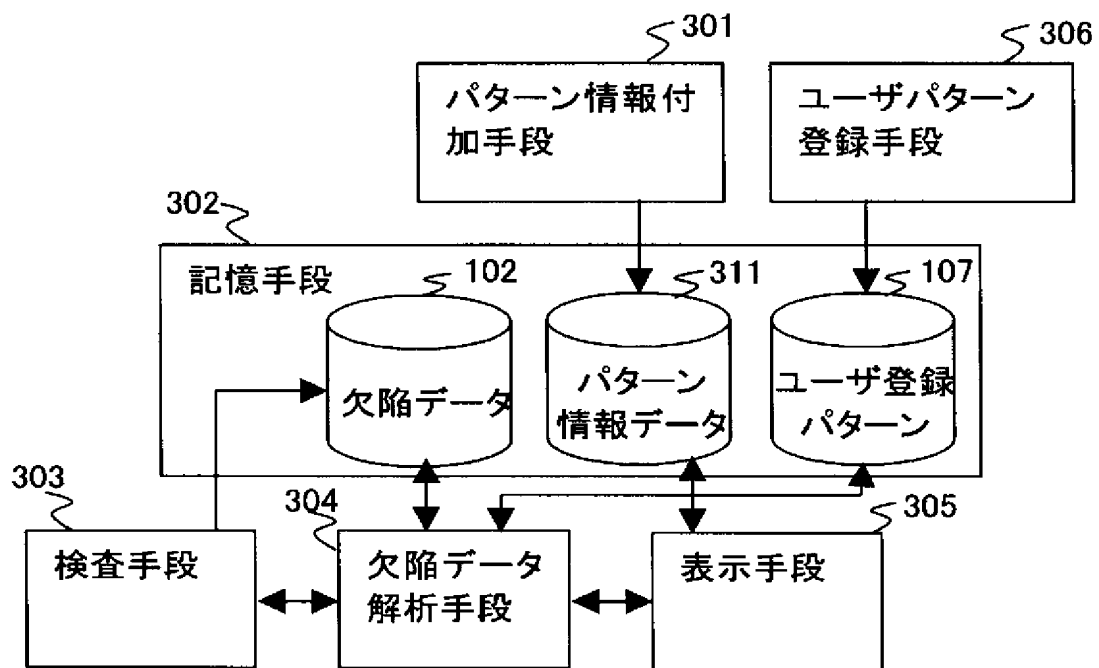 301
306
パターン情報付
加手段
ユーザパターン
登録手段
302
記憶手段
102
311
107
欠陥データ
パターン
情報データ
ユーザ登録
パターン
303
304
305
検査手段
欠陥データ
解析手段
表示手段